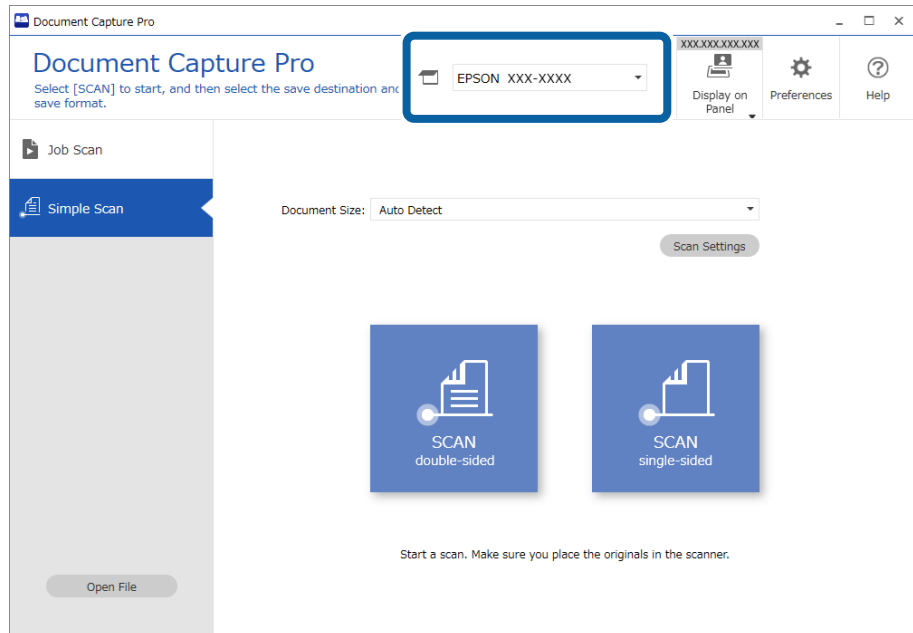 Document Capture Pro
Document Capture Pro
Select [SCAN] to start, and then select the save destination and
save format.
EPSON XXX-XXXX
XXX.XXX.XXX.XXX
Display on
Panel
Preferences
Help
Job Scan
Simple Scan
Document Size:
Auto Detect
Scan Settings
SCAN
double-sided
SCAN
single-sided
Start a scan. Make sure you place the originals in the scanner.
Open File